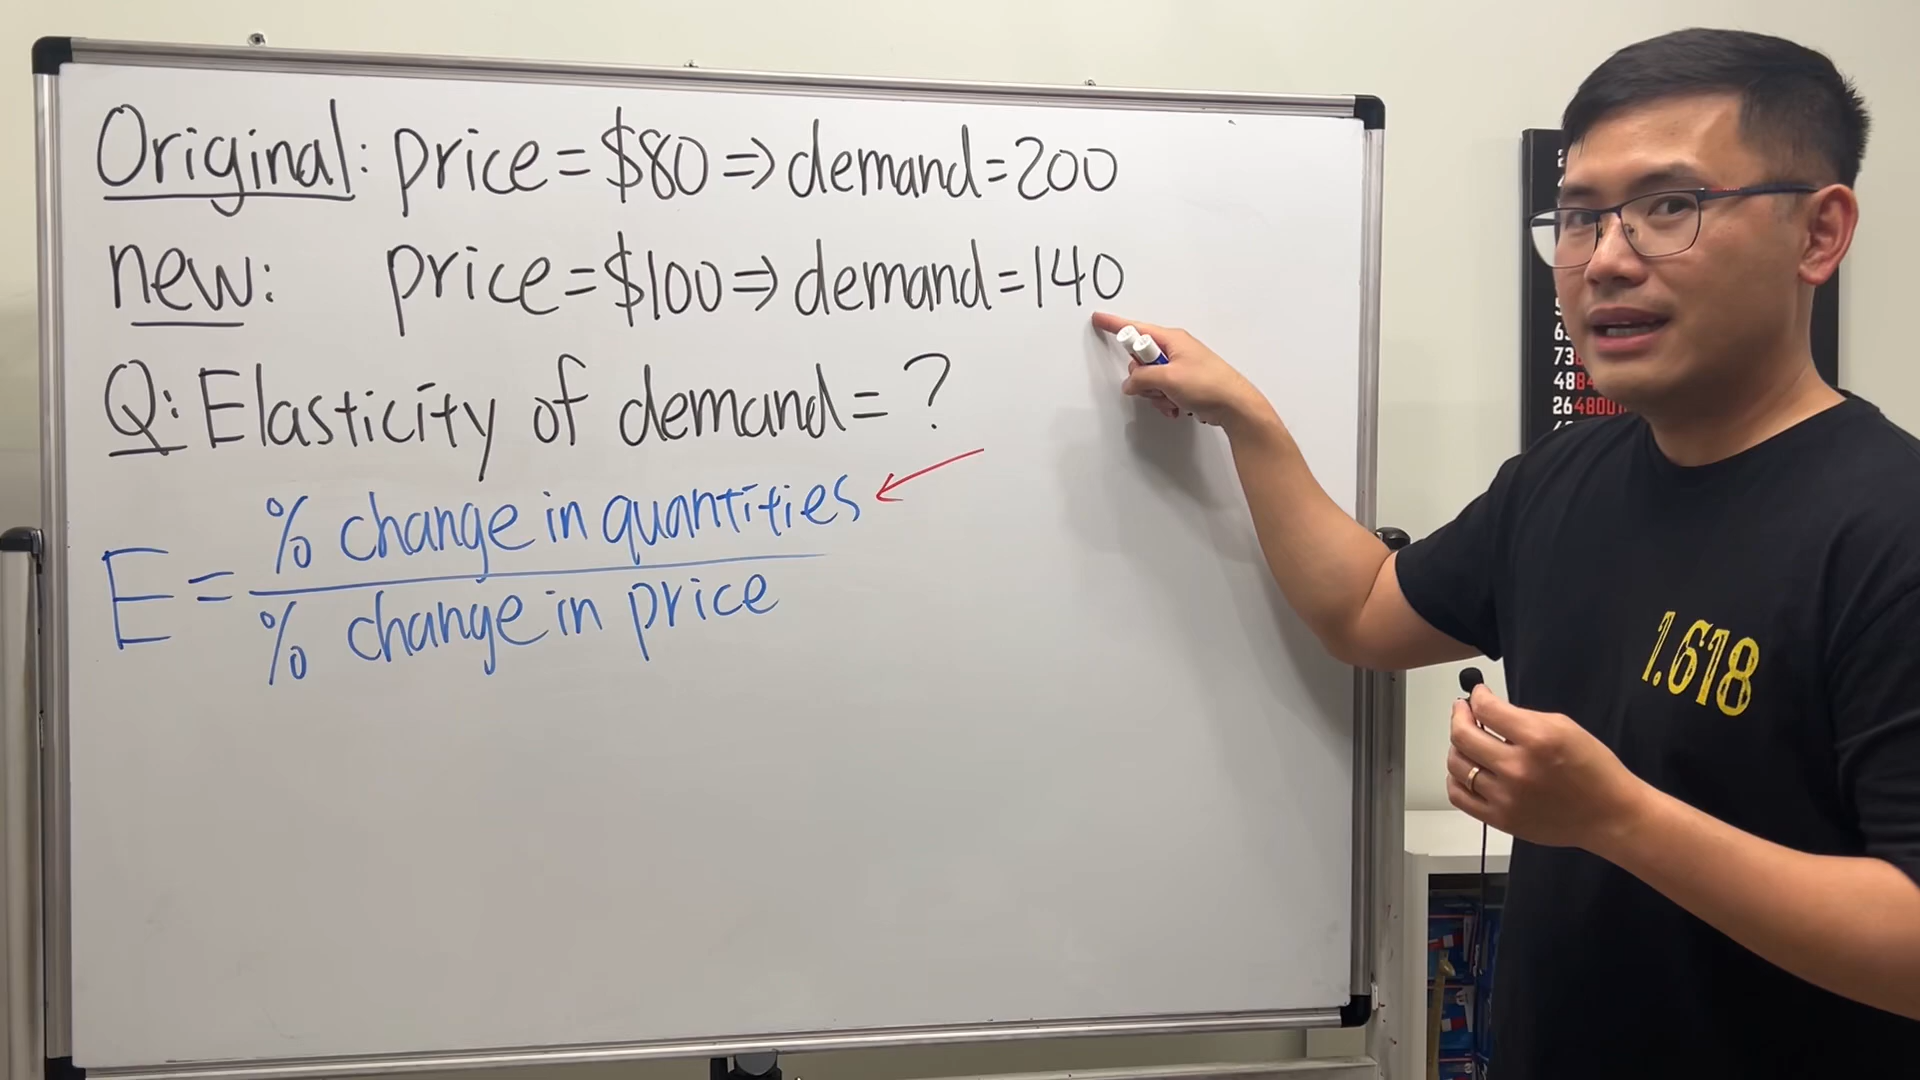 Original: price = $80 ⇒ demand = 200
new: price = $100 ⇒ demand = 140
Q: Elasticity of demand = ?
E = % change in quantities
% change in price
1.618